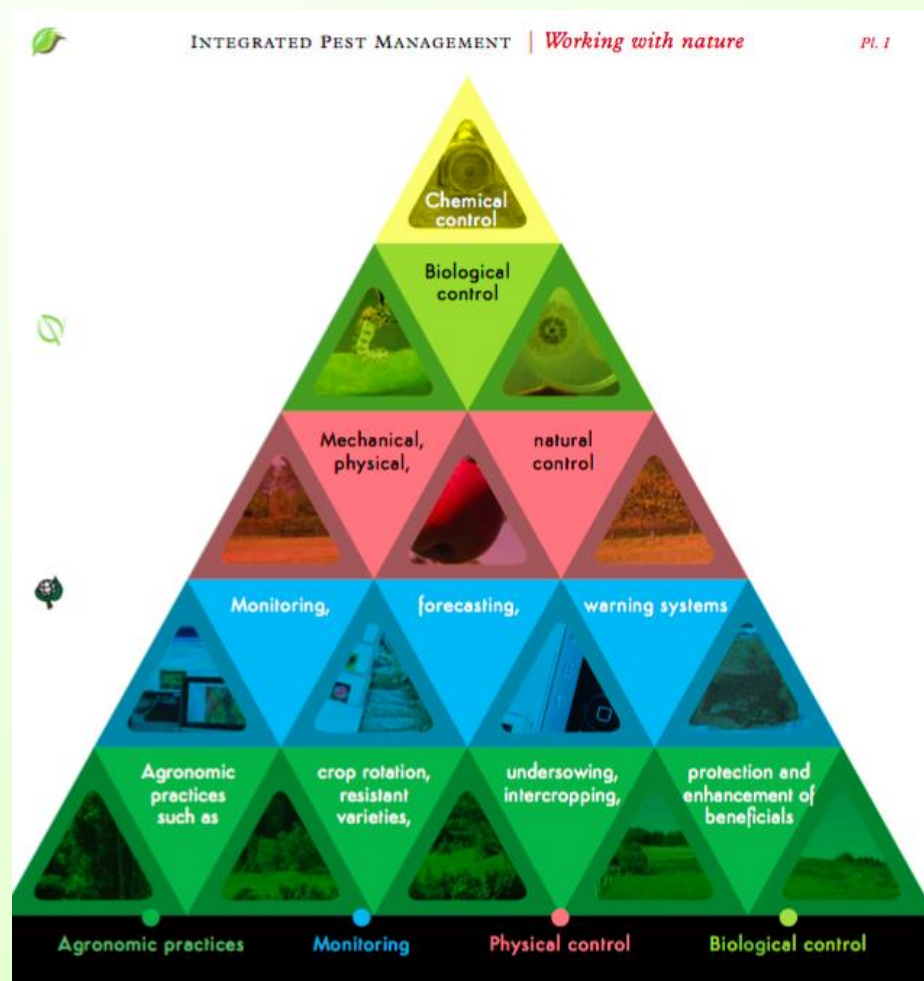 INTEGRATED PEST MANAGEMENT | Working with nature Pl. I
Chemical
control
Biological
control
Mechanical,
physical,
natural
control
Monitoring,
forecasting,
warning systems
Agronomic
practices
such as
crop rotation,
resistant
varieties,
undersowing,
intercropping,
protection and
enhancement of
beneficials
Agronomic practices
Monitoring
Physical control
Biological control